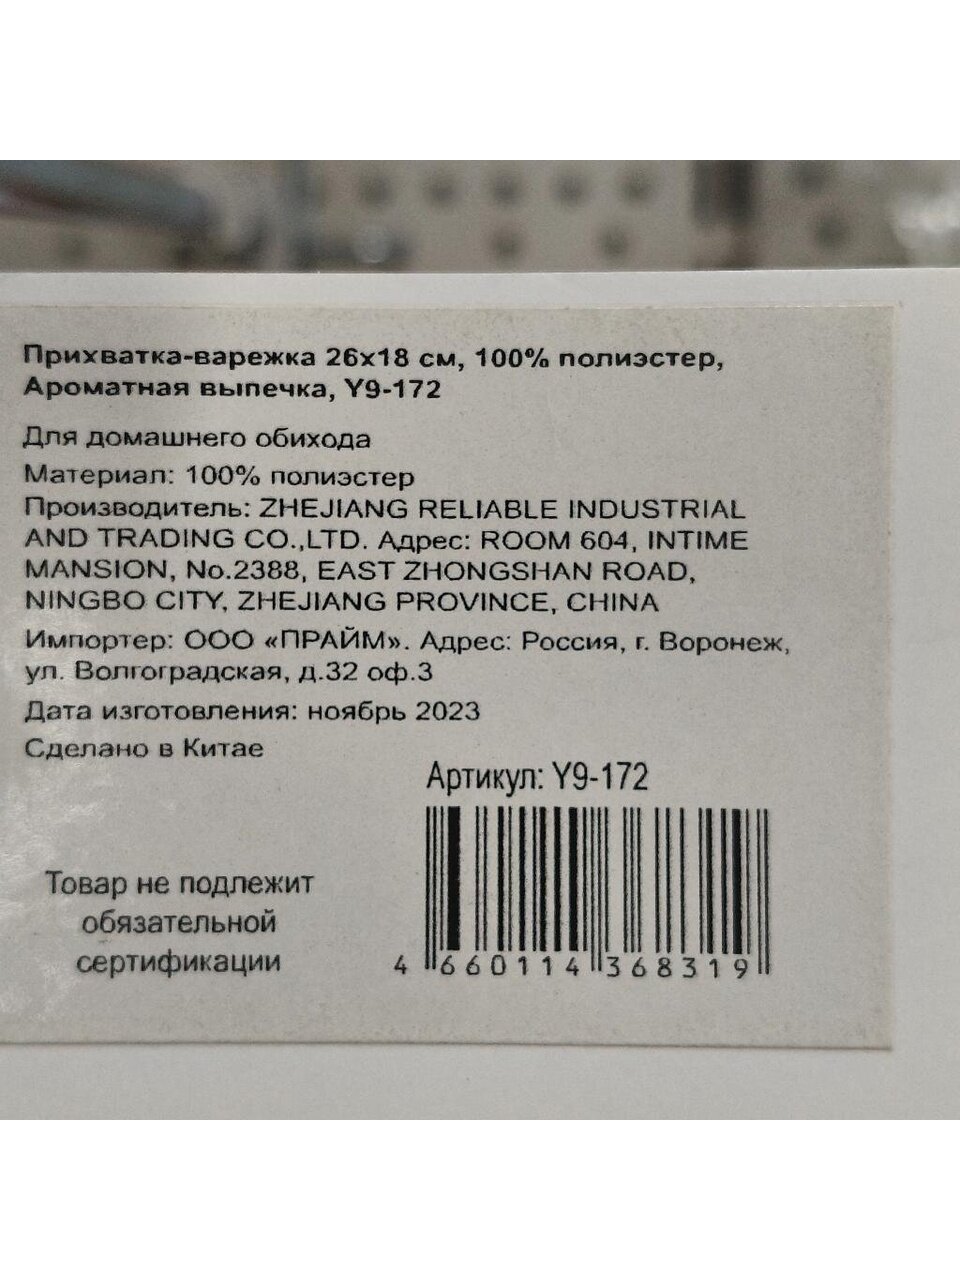 Прихватка-варежка 26х18 см, 100% полиэстер,
Ароматная выпечка, Y9-172
Для домашнего обихода
Материал: 100% полиэстер
Производитель: ZHEJIANG RELIABLE INDUSTRIAL
AND TRADING CO.,LTD. Адрес: ROOM 604, INTIME
MANSION, No.2388, EAST ZHONGSHAN ROAD,
NINGBO CITY, ZHEJIANG PROVINCE, CHINA
Импортер: ООО «ПРАЙМ». Адрес: Россия, г. Воронеж,
ул. Волгоградская, д.32 оф.3
Дата изготовления: ноябрь 2023
Сделано в Китае
Артикул: Y9-172
Товар не подлежит
обязательной
сертификации
4 660114 368319